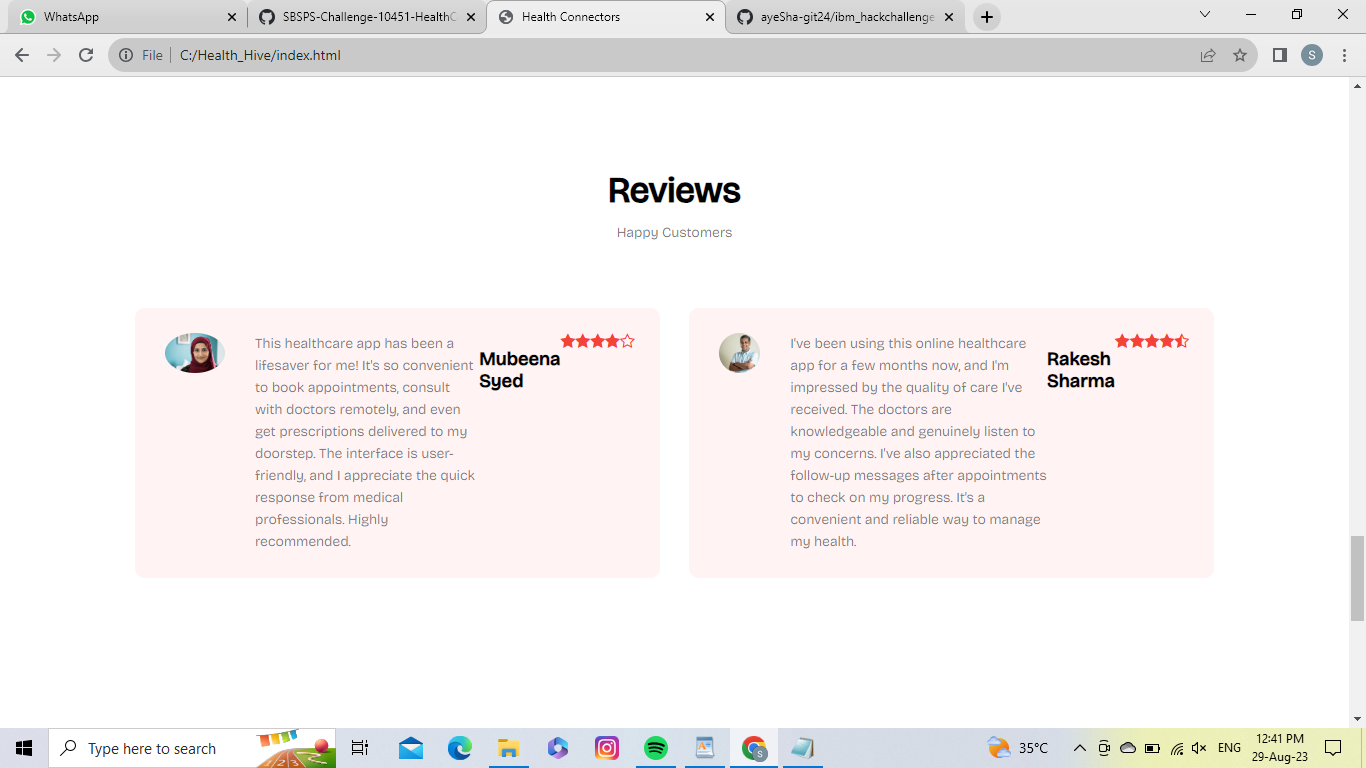 WhatsApp
SBSPS-Challenge-10451-HealthC
Health Connectors
ayeSha-git24/ibm_hackchallenge
File
C:/Health_Hive/index.html
S
Reviews
Happy Customers
This healthcare app has been a
lifesaver for me! It's so convenient
to book appointments, consult
with doctors remotely, and even
get prescriptions delivered to my
doorstep. The interface is user-
friendly, and I appreciate the quick
response from medical
professionals. Highly
recommended.
Mubeena
Syed
I've been using this online healthcare
app for a few months now, and I'm
impressed by the quality of care I've
received. The doctors are
knowledgeable and genuinely listen to
my concerns. I've also appreciated the
follow-up messages after appointments
to check on my progress. It's a
convenient and reliable way to manage
my health.
Rakesh
Sharma
Type here to search
S
35°C
ENG
12:41 PM
29-Aug-23